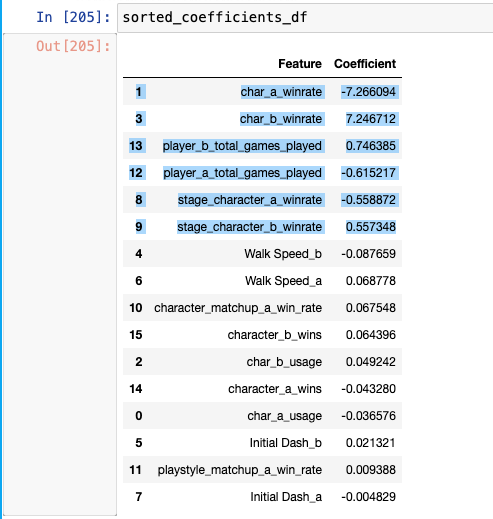 In [205]: sorted_coefficients_df
Out[205]:
Feature Coefficient
1 char_a_winrate -7.266094
3 char_b_winrate 7.246712
13 player_b_total_games_played 0.746385
12 player_a_total_games_played -0.615217
8 stage_character_a_winrate -0.558872
9 stage_character_b_winrate 0.557348
4 Walk Speed_b -0.087659
6 Walk Speed_a 0.068778
10 character_matchup_a_win_rate 0.067548
15 character_b_wins 0.064396
2 char_b_usage 0.049242
14 character_a_wins -0.043280
0 char_a_usage -0.036576
5 Initial Dash_b 0.021321
11 playstyle_matchup_a_win_rate 0.009388
7 Initial Dash_a -0.004829